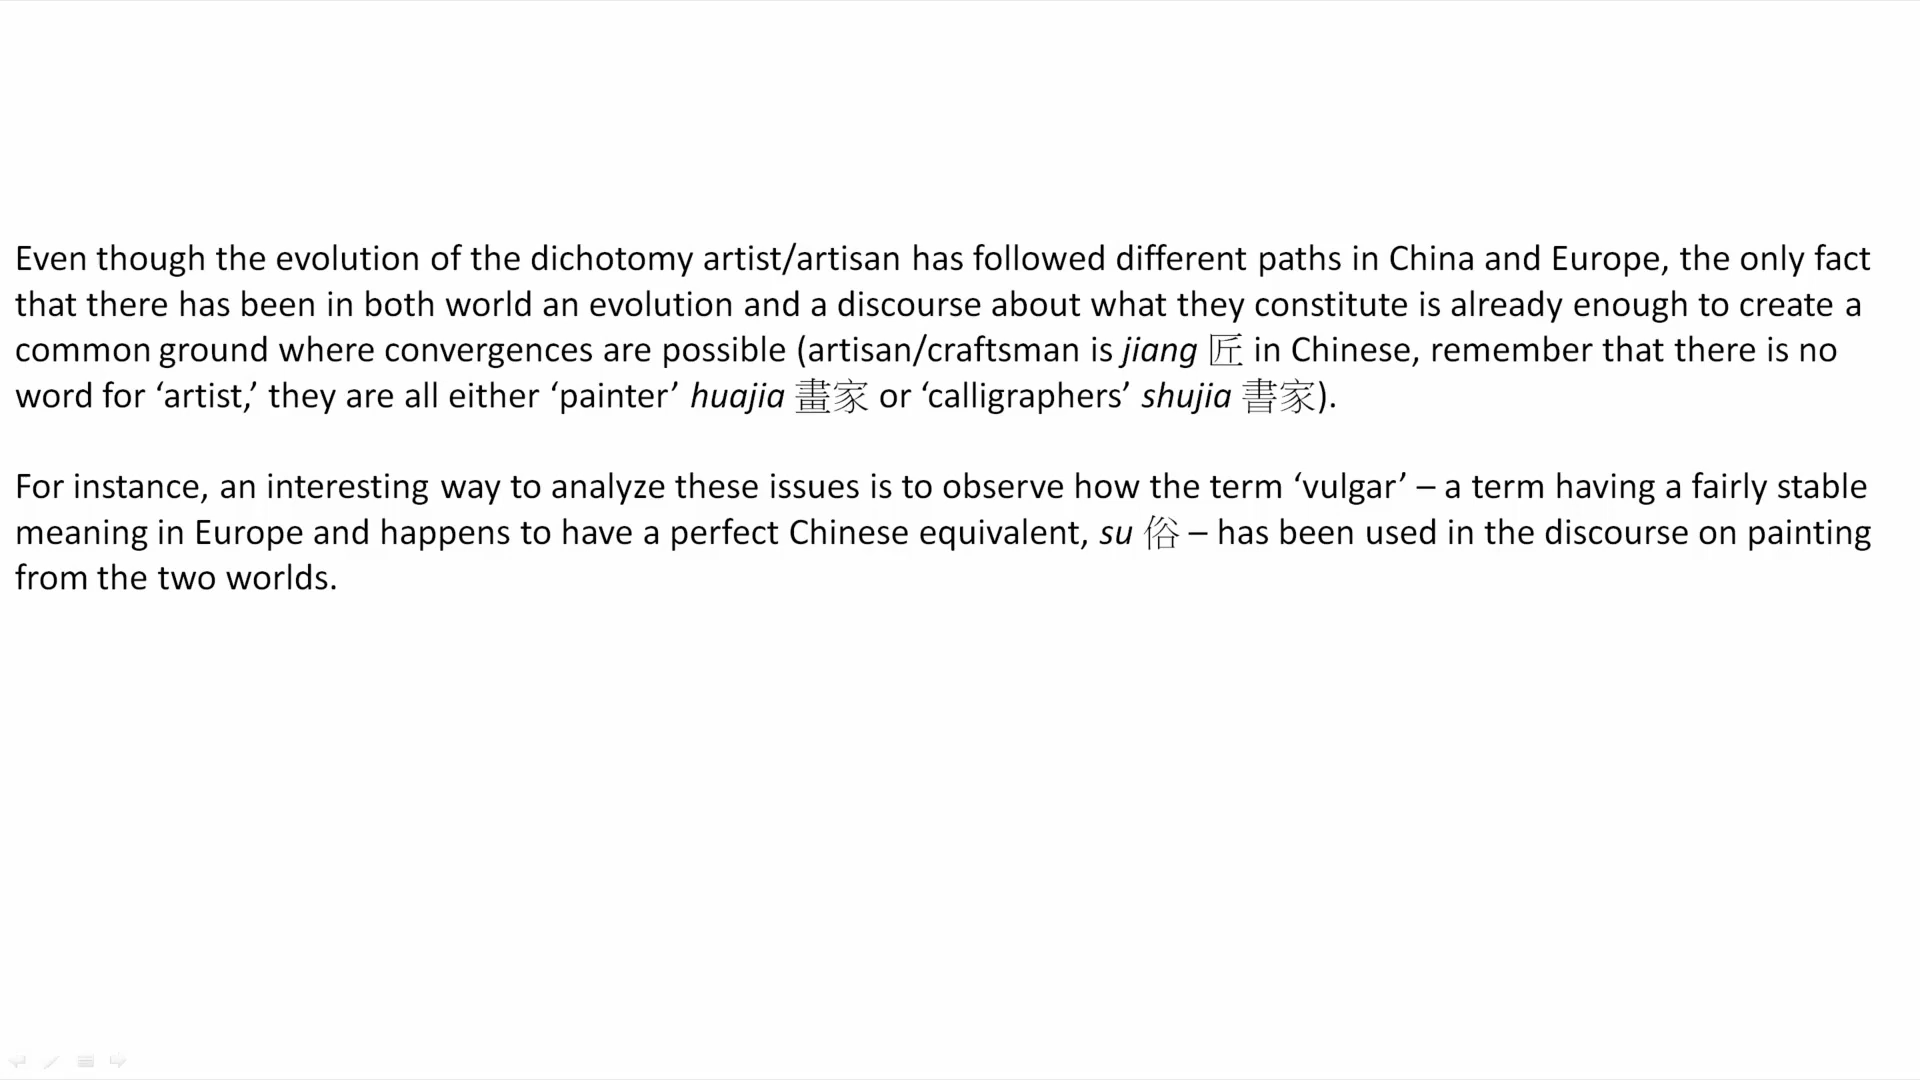 Even though the evolution of the dichotomy artist/artisan has followed different paths in China and Europe, the only fact
that there has been in both world an evolution and a discourse about what they constitute is already enough to create a
common ground where convergences are possible (artisan/craftsman is jiang 匠 in Chinese, remember that there is no
word for ‘artist,’ they are all either ‘painter’ huajia 畫家 or ‘calligraphers’ shujia 書家).
For instance, an interesting way to analyze these issues is to observe how the term ‘vulgar’ – a term having a fairly stable
meaning in Europe and happens to have a perfect Chinese equivalent, su 俗 – has been used in the discourse on painting
from the two worlds.